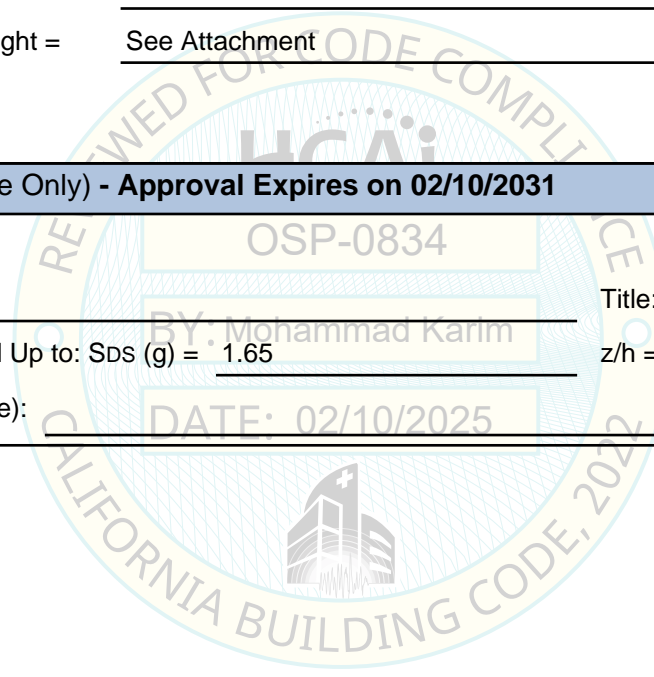 ght = See Attachment
REVIEWED FOR CODE COMPLIANCE
HCAi
e Only) - Approval Expires on 02/10/2031
OSP-0834
Title:
BY: Mohammad Karim
l Up to: SDS (g) = 1.65 z/h =
e):
DATE: 02/10/2025
CALIFORNIA BUILDING CODE, 2022